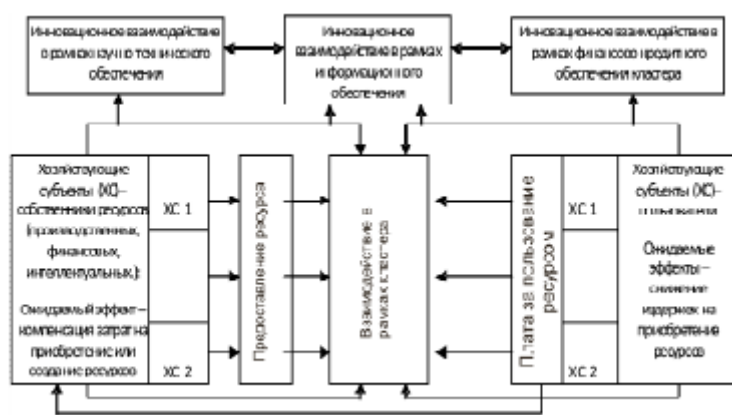 Инновационное взаимодействие
в рамках научно-технического
обеспечения
Инновационное
взаимодействие в рамках
информационного
обеспечения
Инновационное взаимодействие в
рамках финансово-кредитного
обеспечения кластера
Хозяйствующие
субъекты (ХС)–
собственники ресурсов
(производственных,
финансовых,
интеллектуальных,):
Ожидаемый эффект–
компенсация затрат на
приобретение или
создание ресурсов
ХС 1
ХС 2
Предоставление ресурса
Взаимодействие в
рамках кластера
Плата за пользование
ресурсом
ХС 1
ХС 2
Хозяйствующие
субъекты (ХС)–
пользователи
Ожидаемые
эффекты–
снижение
издержек на
приобретение
ресурсов